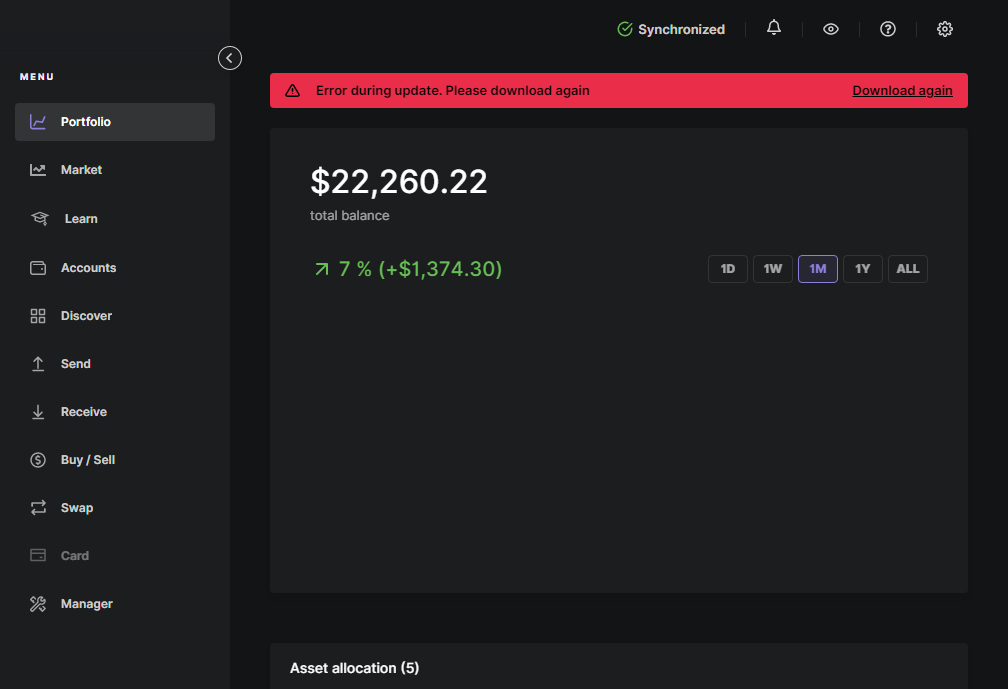 Synchronized
MENU
Error during update. Please download again
Download again
Portfolio
Market
Learn
Accounts
Discover
Send
Receive
Buy / Sell
Swap
Card
Manager
$22,260.22
total balance
7 % (+$1,374.30)
1D 1W 1M 1Y ALL
Asset allocation (5)